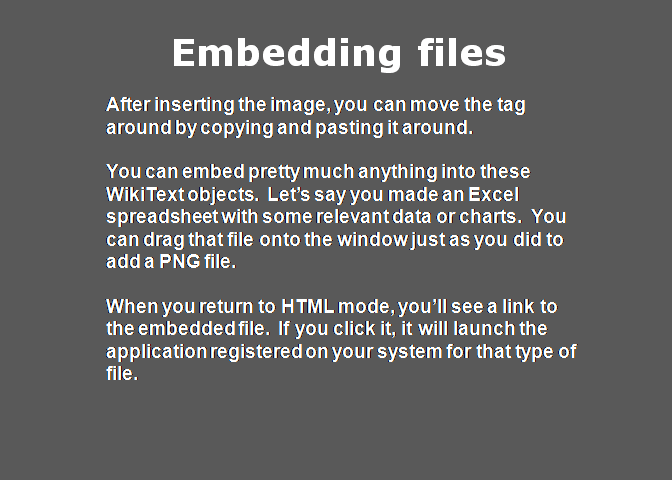 Embedding files
After inserting the image, you can move the tag
around by copying and pasting it around.
You can embed pretty much anything into these
WikiText objects.  Let’s say you made an Excel
spreadsheet with some relevant data or charts.  You
can drag that file onto the window just as you did to
add a PNG file.
When you return to HTML mode, you’ll see a link to
the embedded file.  If you click it, it will launch the
application registered on your system for that type of
file.